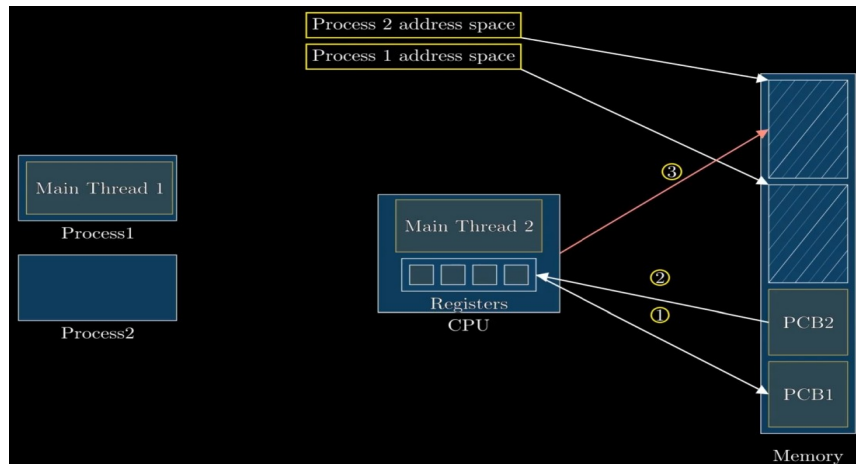 Process 2 address space
Process 1 address space
Main Thread 1
Process1
Process2
Main Thread 2
Registers
CPU
③
②
①
PCB2
PCB1
Memory